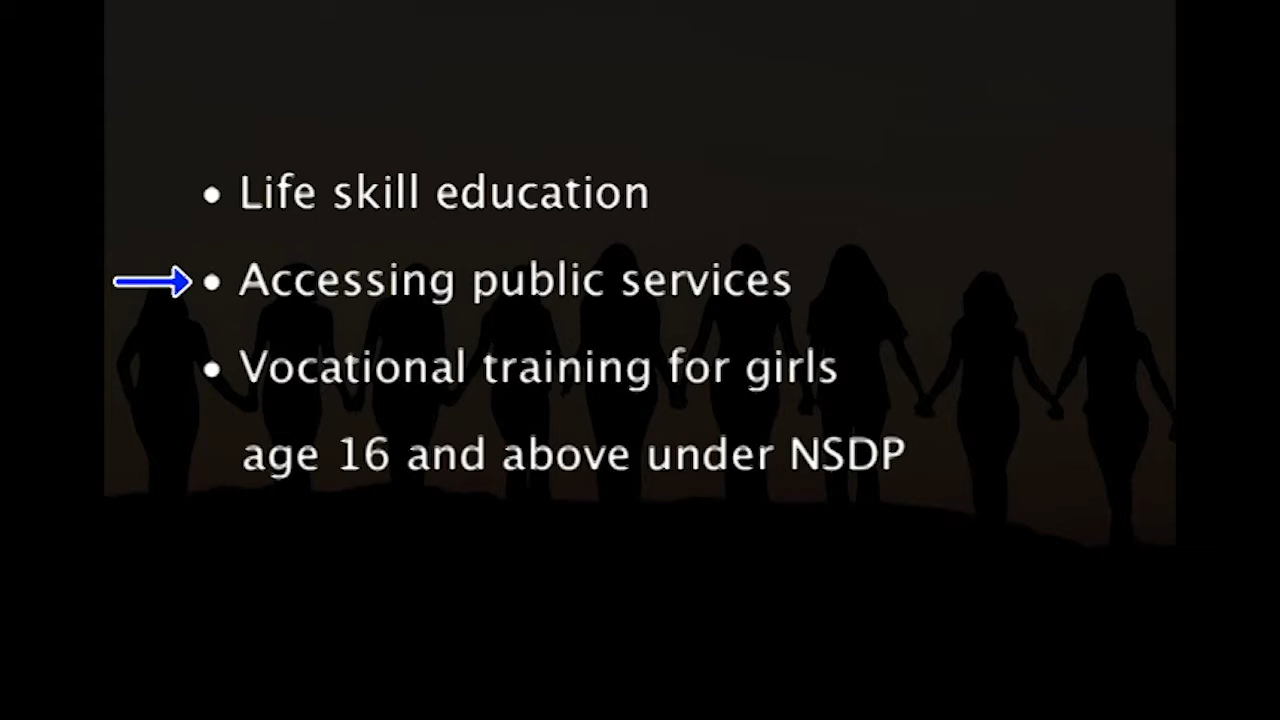 • Life skill education
• Accessing public services
• Vocational training for girls
age 16 and above under NSDP